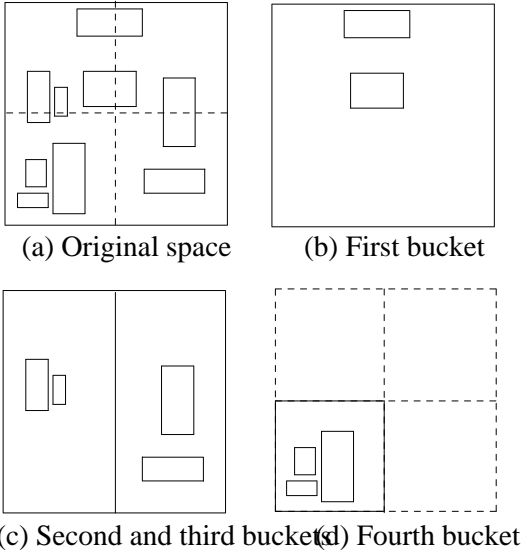 (a) Original space
(b) First bucket
(c) Second and third buckets
(d) Fourth bucket